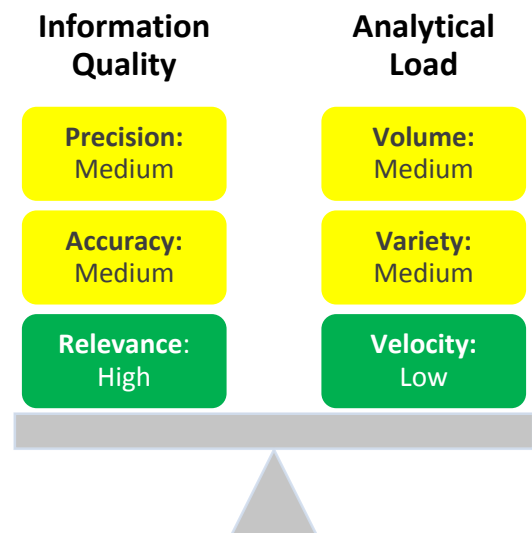 Information
Quality
Analytical
Load
Precision:
Medium
Volume:
Medium
Accuracy:
Medium
Variety:
Medium
Relevance:
High
Velocity:
Low